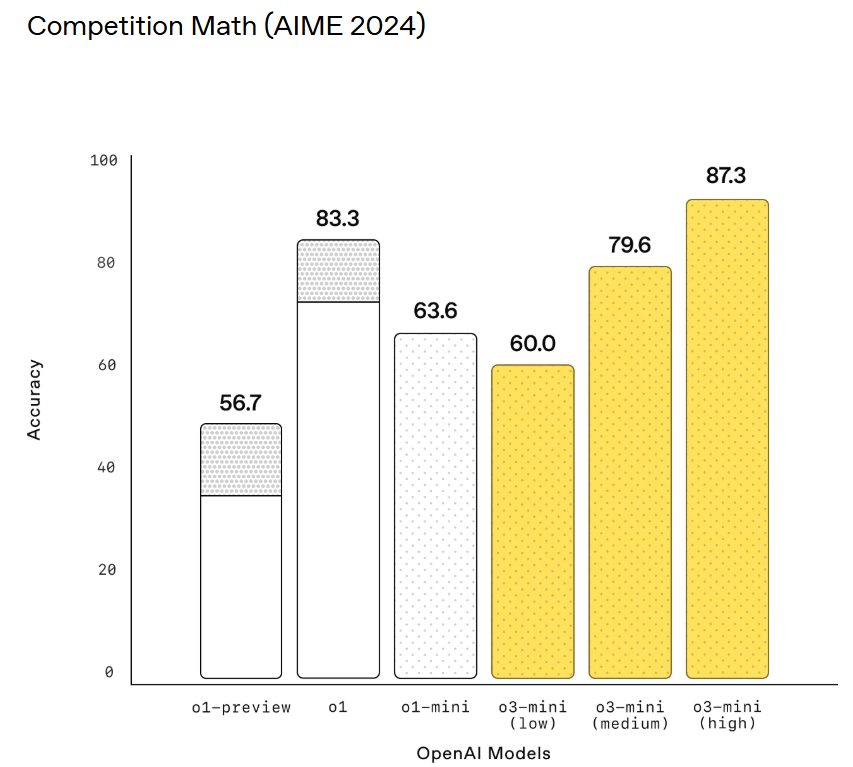 Competition Math (AIME 2024)
100
80
60
40
20
0
Accuracy
56.7
83.3
63.6
60.0
79.6
87.3
o1-preview
o1
o1-mini
o3-mini
(low)
o3-mini
(medium)
o3-mini
(high)
OpenAI Models